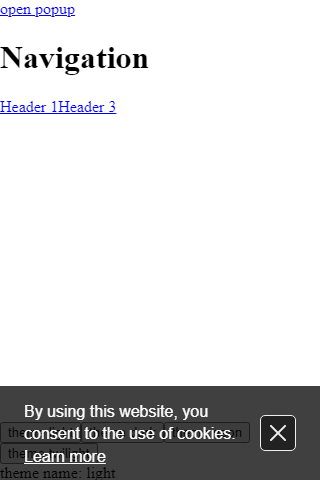 open popup
Navigation
Header 1Header 3
By using this website, you
consent to the use of cookies.
Learn more
theme name: light